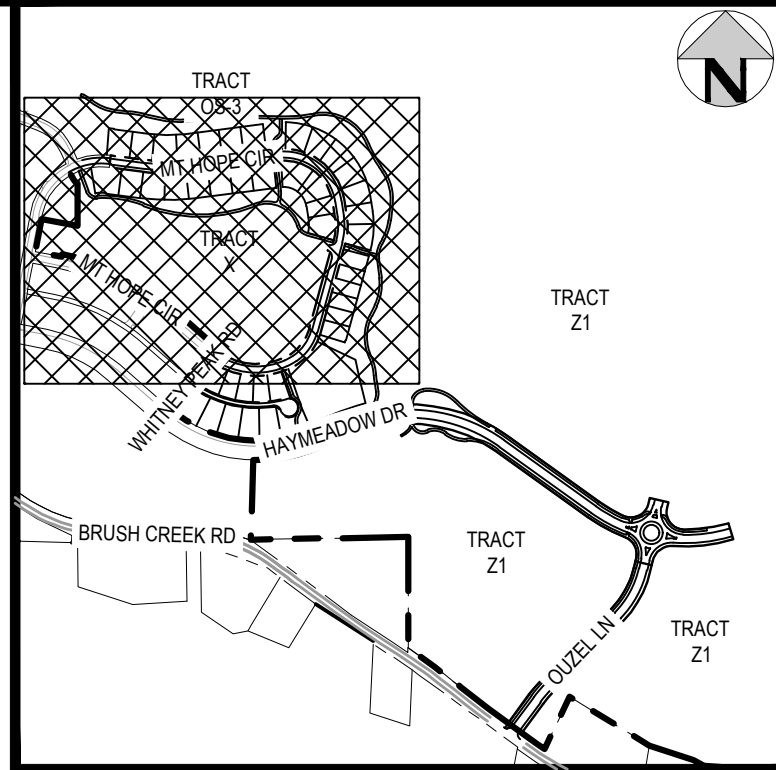 N
TRACT
OS-3
MT HOPE CIR
TRACT
X
MT HOPE CIR
TRACT
Z1
WHITNEY PEAK RD
HAYMEADOW DR
BRUSH CREEK RD
TRACT
Z1
OUZEL LN
TRACT
Z1